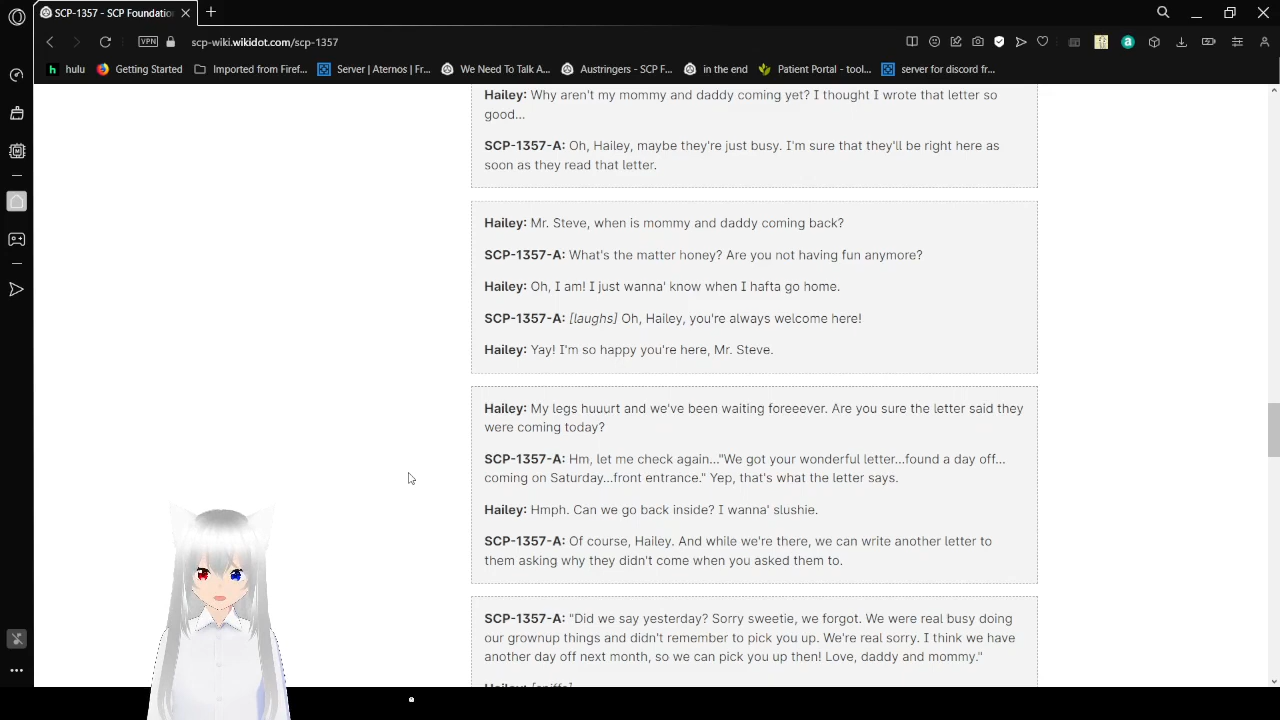 SCP-1357 - SCP Foundation
VPN
scp-wiki.wikidot.com/scp-1357
hulu
Getting Started
Imported from Firef...
Server | Aternos | Fr...
We Need To Talk A...
Austringers - SCP F...
in the end
Patient Portal - tool...
server for discord fr...
Hailey: Why aren't my mommy and daddy coming yet? I thought I wrote that letter so
good...
SCP-1357-A: Oh, Hailey, maybe they're just busy. I'm sure that they'll be right here as
soon as they read that letter.
Hailey: Mr. Steve, when is mommy and daddy coming back?
SCP-1357-A: What's the matter honey? Are you not having fun anymore?
Hailey: Oh, I am! I just wanna' know when I hafta go home.
SCP-1357-A: [laughs] Oh, Hailey, you're always welcome here!
Hailey: Yay! I'm so happy you're here, Mr. Steve.
Hailey: My legs huuurt and we've been waiting foreeever. Are you sure the letter said they
were coming today?
SCP-1357-A: Hm, let me check again..."We got your wonderful letter...found a day off...
coming on Saturday...front entrance." Yep, that's what the letter says.
Hailey: Hmph. Can we go back inside? I wanna' slushie.
SCP-1357-A: Of course, Hailey. And while we're there, we can write another letter to
them asking why they didn't come when you asked them to.
SCP-1357-A: "Did we say yesterday? Sorry sweetie, we forgot. We were real busy doing
our grownup things and didn't remember to pick you up. We're real sorry. I think we have
another day off next month, so we can pick you up then! Love, daddy and mommy."
Hailey: [sniffs]